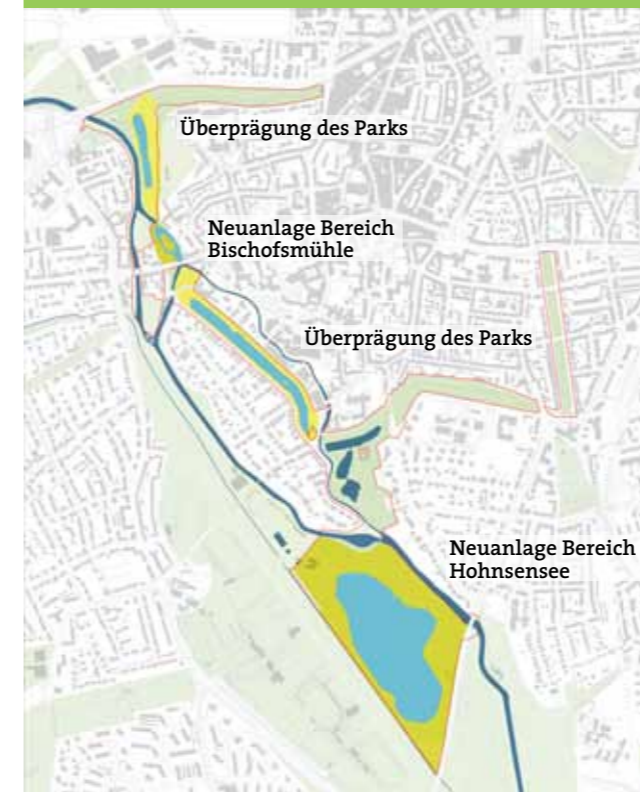 Überprägung des Parks
Neuanlage Bereich
Bischofsmühle
Überprägung des Parks
Neuanlage Bereich
Hohnsensee